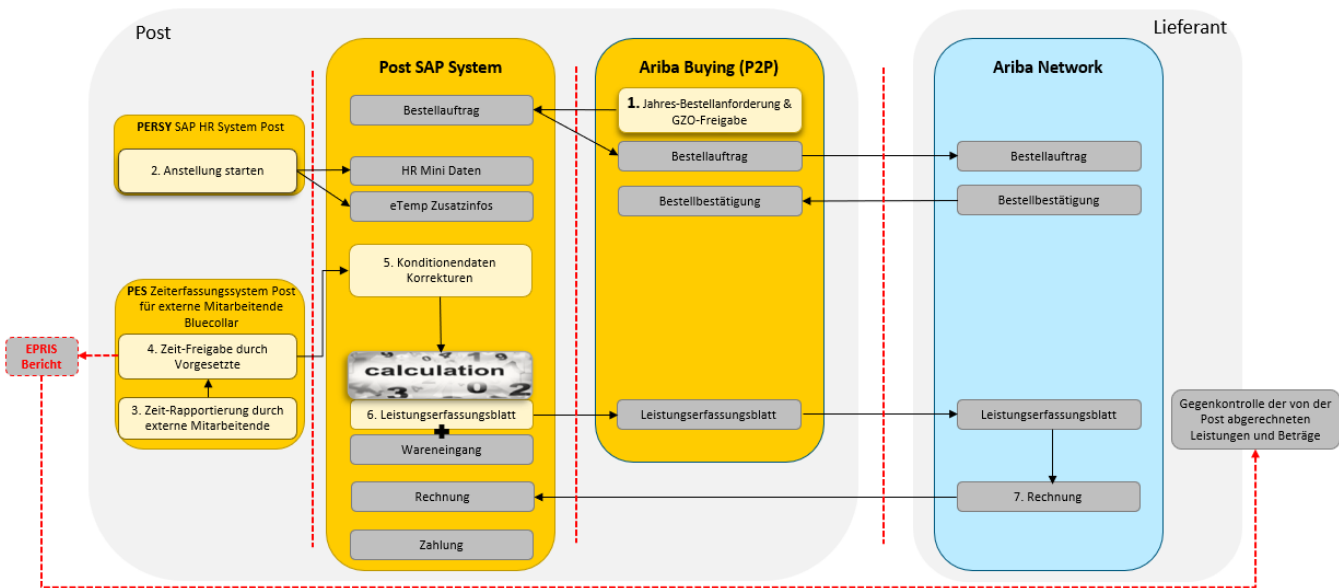 Post
Lieferant
Post SAP System
Ariba Buying (P2P)
Ariba Network
Bestellauftrag
1. Jahres-Bestellanforderung &
GZO-Freigabe
PERSY SAP HR System Post
2. Anstellung starten
HR Mini Daten
Bestellauftrag
Bestellauftrag
eTemp Zusatzinfos
Bestellbestätigung
Bestellbestätigung
5. Konditionendaten
Korrekturen
PES Zeiterfassungssystem Post
für externe Mitarbeitende
Bluecollar
EPRIS
Bericht
4. Zeit-Freigabe durch
Vorgesetzte
calculation
3. Zeit-Rapportierung durch
externe Mitarbeitende
6. Leistungserfassungsblatt
Leistungserfassungsblatt
Leistungserfassungsblatt
Gegenkontrolle der von der
Post abgerechneten
Leistungen und Beträge
Wareneingang
Rechnung
7. Rechnung
Zahlung